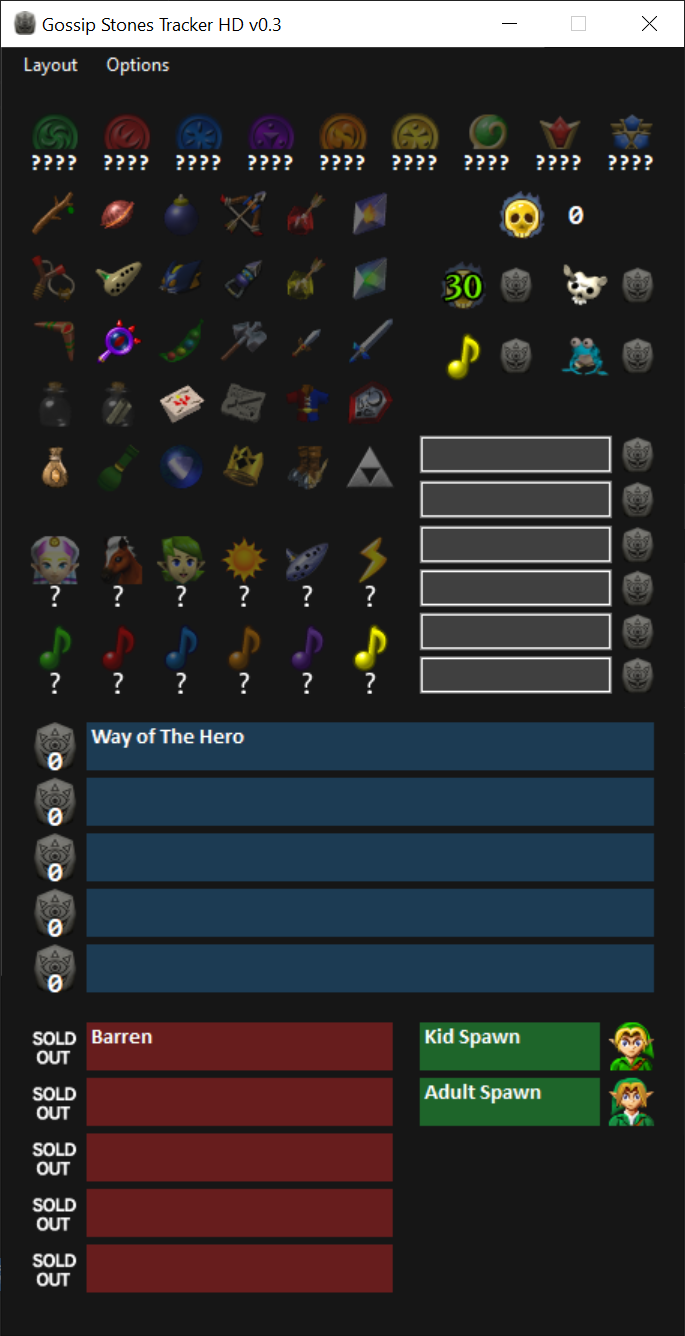 Gossip Stones Tracker HD v0.3
Layout Options
???? ???? ???? ???? ???? ???? ???? ???? ????
0
30
? ? ? ? ? ?
? ? ? ? ? ?
Way of The Hero
0
0
0
0
0
SOLD OUT
Barren
Kid Spawn
SOLD OUT
Adult Spawn
SOLD OUT
SOLD OUT
SOLD OUT